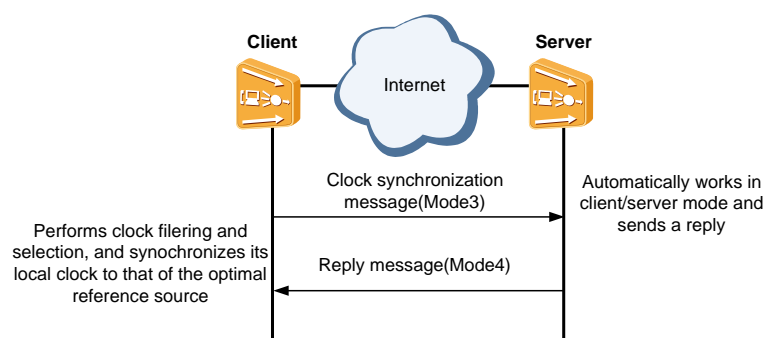 Client
Server
Internet
Clock synchronization
message(Mode3)
Automatically works in
client/server mode and
sends a reply
Performs clock filering and
selection, and synochronizes its
local clock to that of the optimal
reference source
Reply message(Mode4)